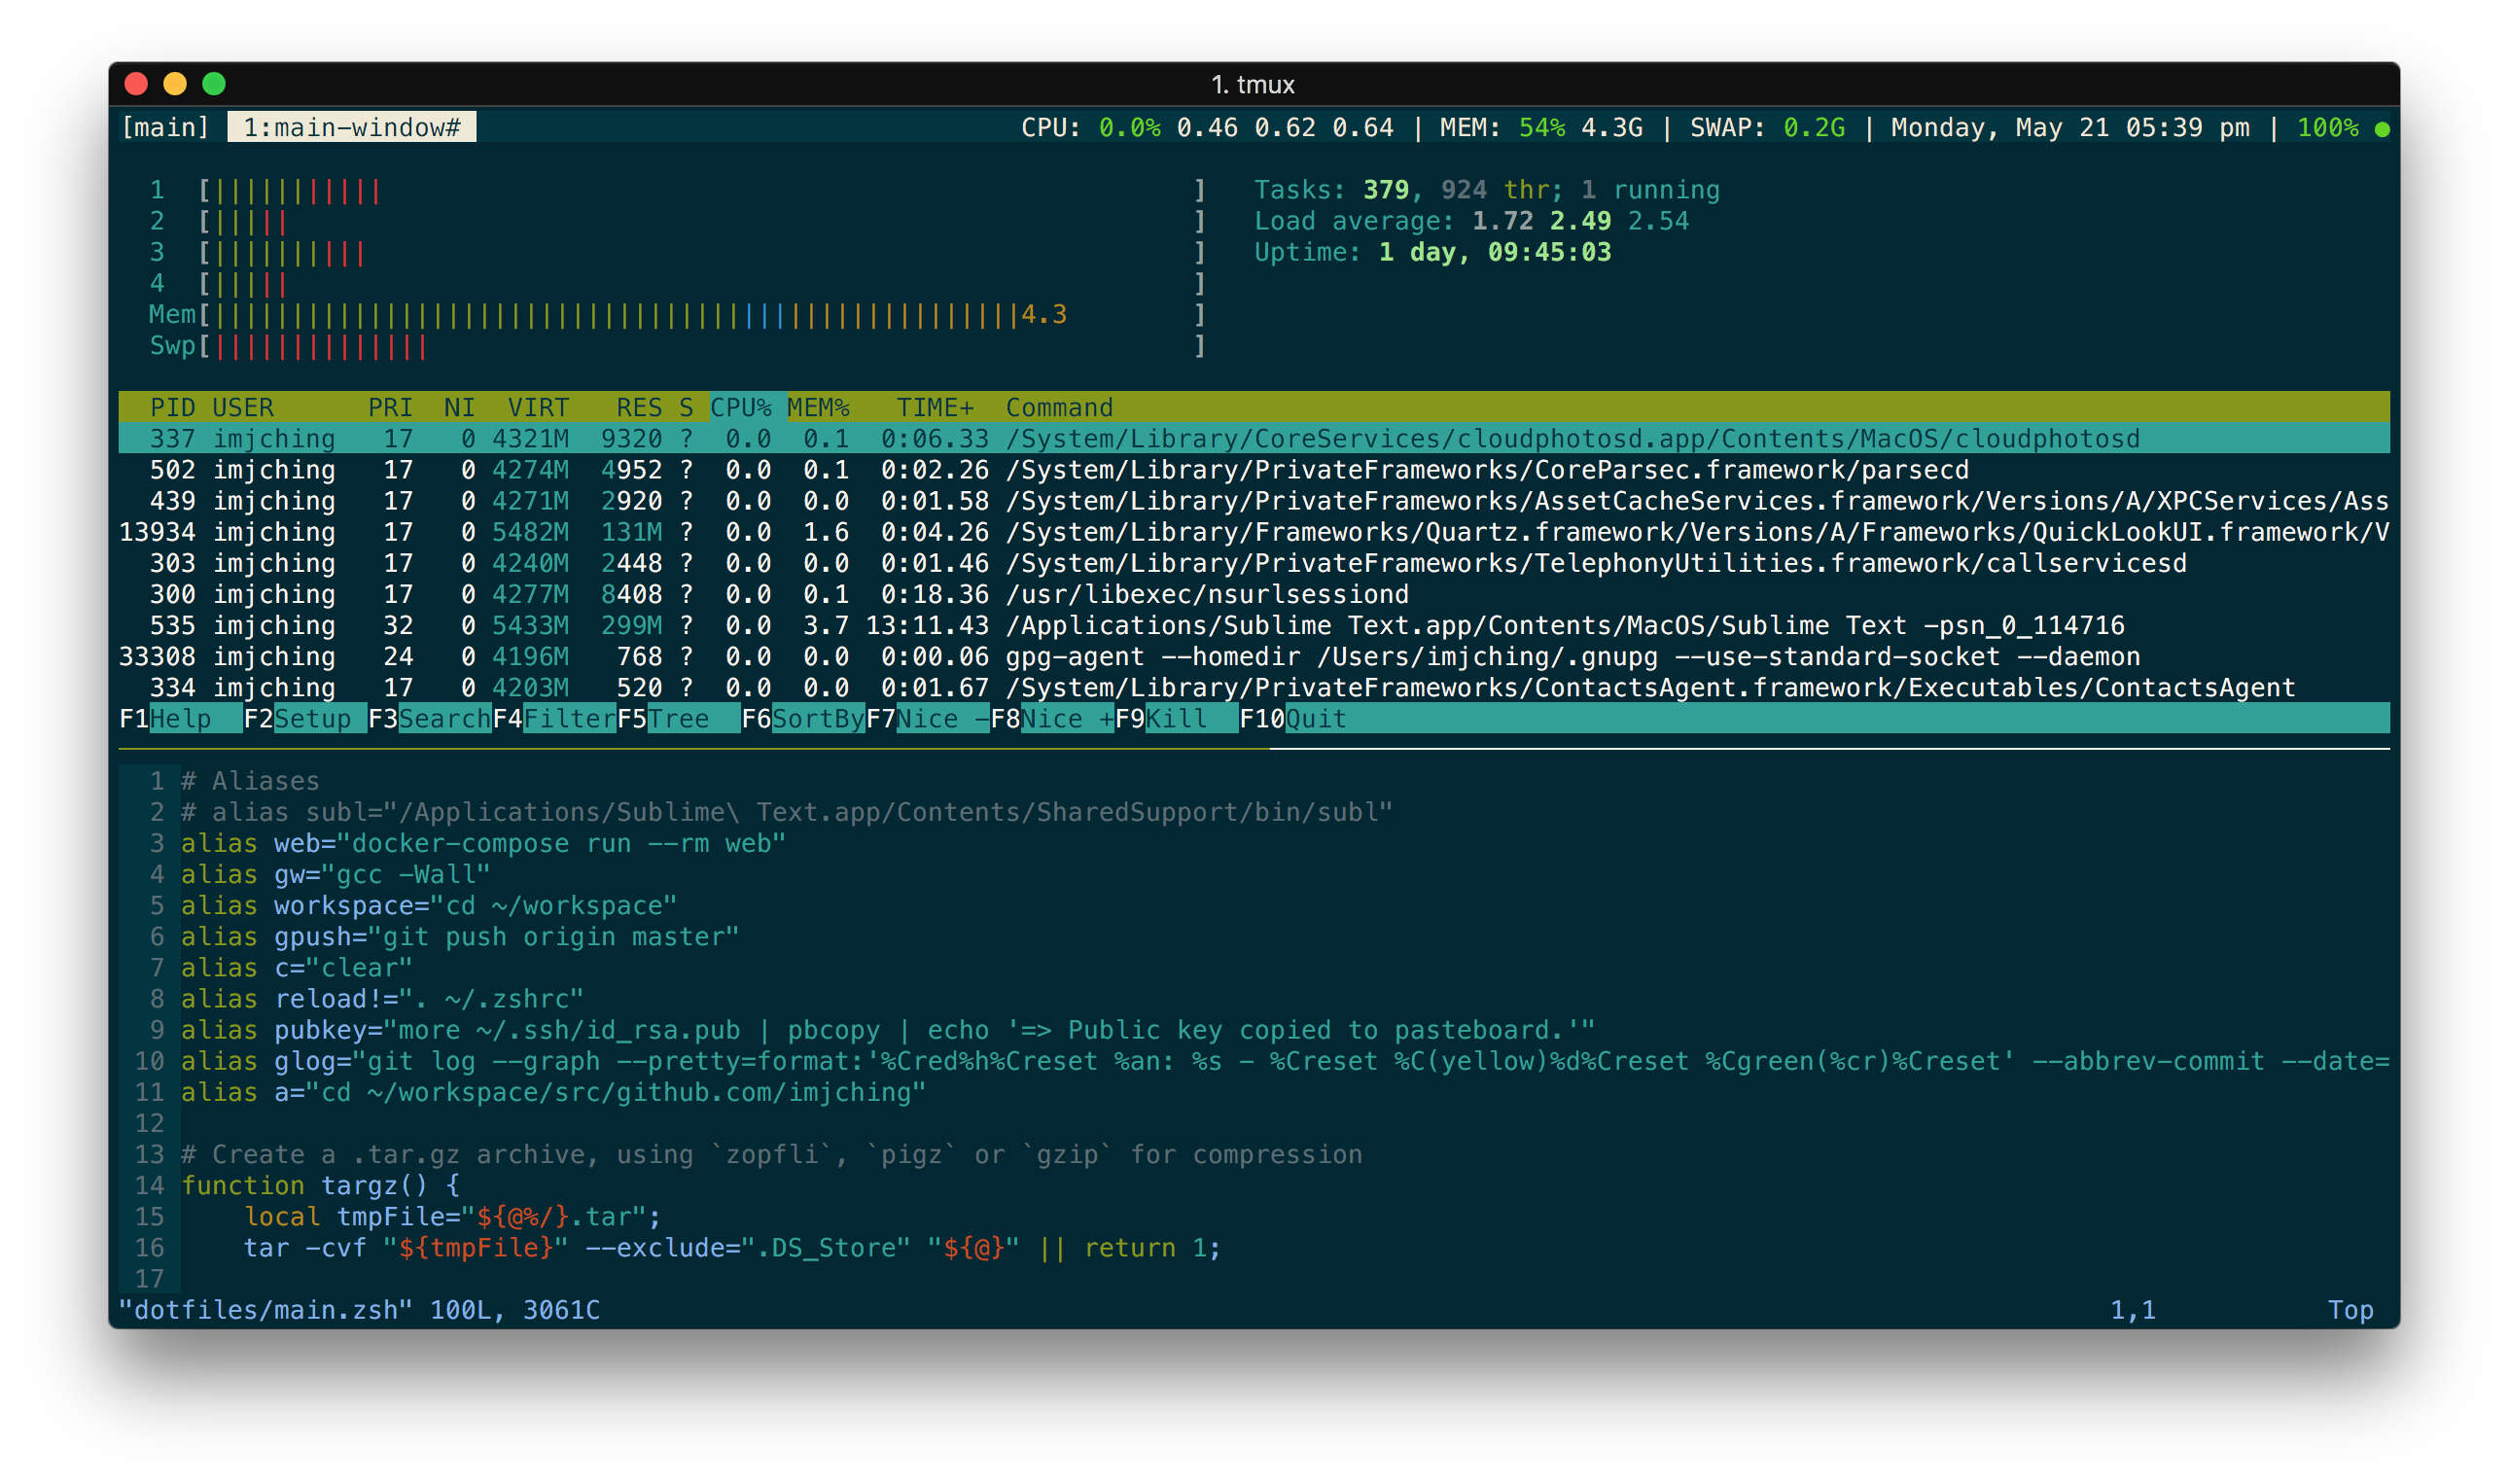 1. tmux
[main] 1:main-window# CPU: 0.0% 0.46 0.62 0.64 | MEM: 54% 4.3G | SWAP: 0.2G | Monday, May 21 05:39 pm | 100% ●
1 [|||||||||||] Tasks: 379, 924 thr; 1 running
2 [|||||] Load average: 1.72 2.49 2.54
3 [||||||||||] Uptime: 1 day, 09:45:03
4 [|||||]
Mem[||||||||||||||||||||||||||||||||||||||||||||||||||||4.3]
Swp[||||||||||||||]
PID USER PRI NI VIRT RES S CPU% MEM% TIME+ Command
337 imjching 17 0 4321M 9320 ? 0.0 0.1 0:06.33 /System/Library/CoreServices/cloudphotosd.app/Contents/MacOS/cloudphotosd
502 imjching 17 0 4274M 4952 ? 0.0 0.1 0:02.26 /System/Library/PrivateFrameworks/CoreParsec.framework/parsecd
439 imjching 17 0 4271M 2920 ? 0.0 0.0 0:01.58 /System/Library/PrivateFrameworks/AssetCacheServices.framework/Versions/A/XPCServices/Ass
13934 imjching 17 0 5482M 131M ? 0.0 1.6 0:04.26 /System/Library/Frameworks/Quartz.framework/Versions/A/Frameworks/QuickLookUI.framework/V
303 imjching 17 0 4240M 2448 ? 0.0 0.0 0:01.46 /System/Library/PrivateFrameworks/TelephonyUtilities.framework/callservicesd
300 imjching 17 0 4277M 8408 ? 0.0 0.1 0:18.36 /usr/libexec/nsurlsessiond
535 imjching 32 0 5433M 299M ? 0.0 3.7 13:11.43 /Applications/Sublime Text.app/Contents/MacOS/Sublime Text -psn_0_114716
33308 imjching 24 0 4196M 768 ? 0.0 0.0 0:00.06 gpg-agent --homedir /Users/imjching/.gnupg --use-standard-socket --daemon
334 imjching 17 0 4203M 520 ? 0.0 0.0 0:01.67 /System/Library/PrivateFrameworks/ContactsAgent.framework/Executables/ContactsAgent
F1Help F2Setup F3SearchF4FilterF5Tree F6SortByF7Nice -F8Nice +F9Kill F10Quit
1 # Aliases
2 # alias subl="/Applications/Sublime\ Text.app/Contents/SharedSupport/bin/subl"
3 alias web="docker-compose run --rm web"
4 alias gw="gcc -Wall"
5 alias workspace="cd ~/workspace"
6 alias gpush="git push origin master"
7 alias c="clear"
8 alias reload!=". ~/.zshrc"
9 alias pubkey="more ~/.ssh/id_rsa.pub | pbcopy | echo '=> Public key copied to pasteboard.'"
10 alias glog="git log --graph --pretty=format:'%Cred%h%Creset %an: %s - %Creset %C(yellow)%d%Creset %Cgreen(%cr)%Creset' --abbrev-commit --date=
11 alias a="cd ~/workspace/src/github.com/imjching"
12
13 # Create a .tar.gz archive, using `zopfli`, `pigz` or `gzip` for compression
14 function targz() {
15 local tmpFile="${@%/}.tar";
16 tar -cvf "${tmpFile}" --exclude=".DS_Store" "${@}" || return 1;
17
"dotfiles/main.zsh" 100L, 3061C 1,1 Top